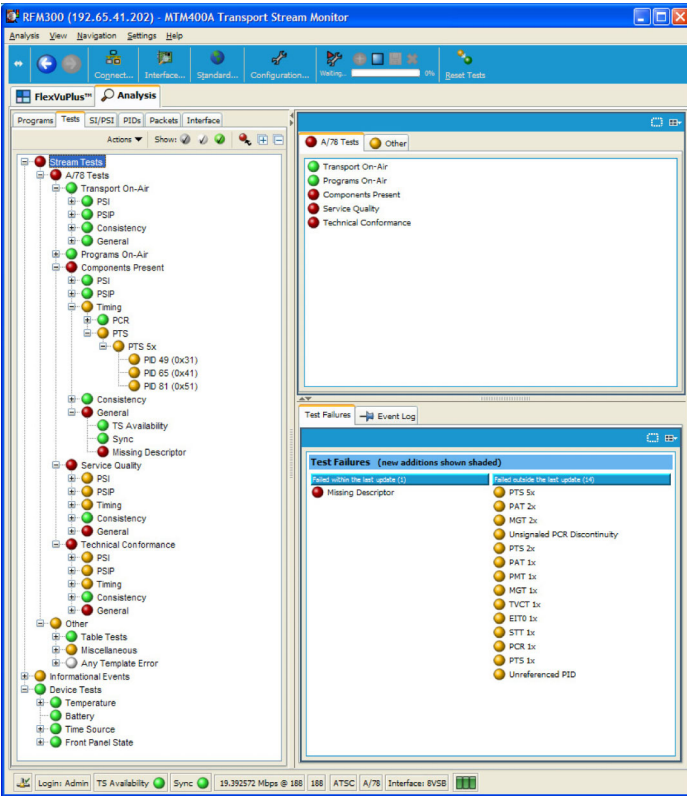 RFM300 (192.65.41.202) - MTM400A Transport Stream Monitor
Analysis View Navigation Settings Help
Connect... Interface... Standard... Configuration... Waiting... 0% Reset Tests
FlexVuPlus™ Analysis
Programs Tests SI/PSI PIDs Packets Interface
Actions Show:
Stream Tests
A/78 Tests
Transport On-Air
PSI
PSIP
Consistency
General
Programs On-Air
Components Present
PSI
PSIP
Timing
PCR
PTS
PTS 5x
PID 49 (0x31)
PID 65 (0x41)
PID 81 (0x51)
Consistency
General
TS Availability
Sync
Missing Descriptor
Service Quality
PSI
PSIP
Timing
Consistency
General
Technical Conformance
PSI
PSIP
Timing
Consistency
General
Other
Table Tests
Miscellaneous
Any Template Error
Informational Events
Device Tests
Temperature
Battery
Time Source
Front Panel State
A/78 Tests Other
Transport On-Air
Programs On-Air
Components Present
Service Quality
Technical Conformance
Test Failures Event Log
Test Failures (new additions shown shaded)
Failed within the last update (1)
Missing Descriptor
Failed outside the last update (14)
PTS 5x
PAT 2x
MGT 2x
Unsignaled PCR Discontinuity
PTS 2x
PAT 1x
PMT 1x
MGT 1x
TVCT 1x
EIT0 1x
STT 1x
PCR 1x
PTS 1x
Unreferenced PID
Login: Admin TS Availability Sync 19.392572 Mbps @ 188 188 ATSC A/78 Interface: 8VSB